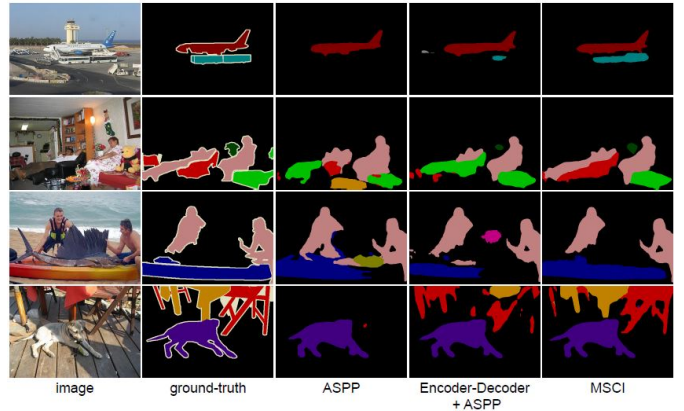 image
ground-truth
ASPP
Encoder-Decoder
+ ASPP
MSCI